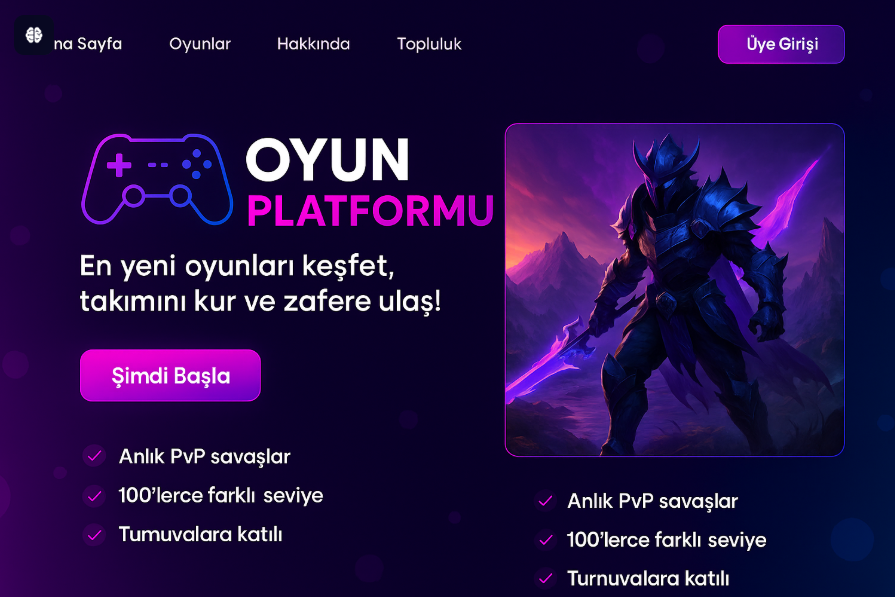 na Sayfa
Oyunlar
Hakkında
Topluluk
Üye Girişi
OYUN
PLATFORMU
En yeni oyunları keşfet,
takımını kur ve zafere ulaş!
Şimdi Başla
Anlık PvP savaşlar
100’lerce farklı seviye
Tumuvalara katılı
Anlık PvP savaşlar
100’lerce farklı seviye
Turnuvalara katılı